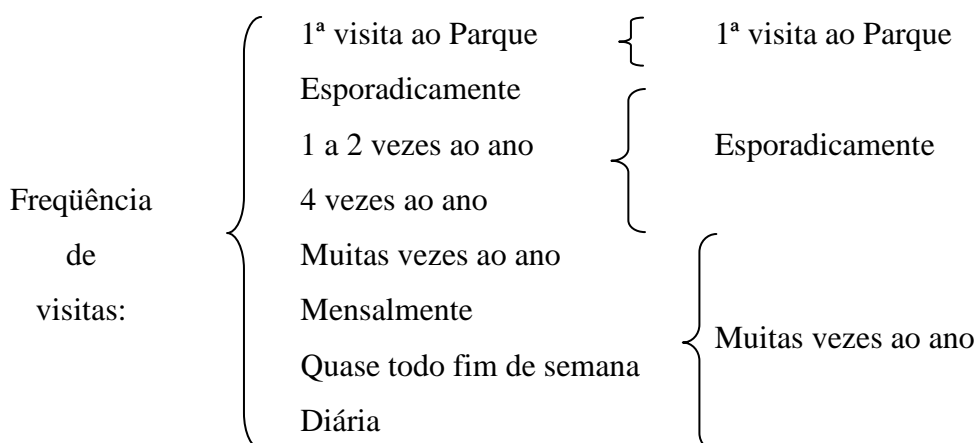 1ª visita ao Parque 1ª visita ao Parque
Esporadicamente
1 a 2 vezes ao ano Esporadicamente
Freqüência 4 vezes ao ano
de Muitas vezes ao ano
visitas: Mensalmente
Muitas vezes ao ano
Quase todo fim de semana
Diária